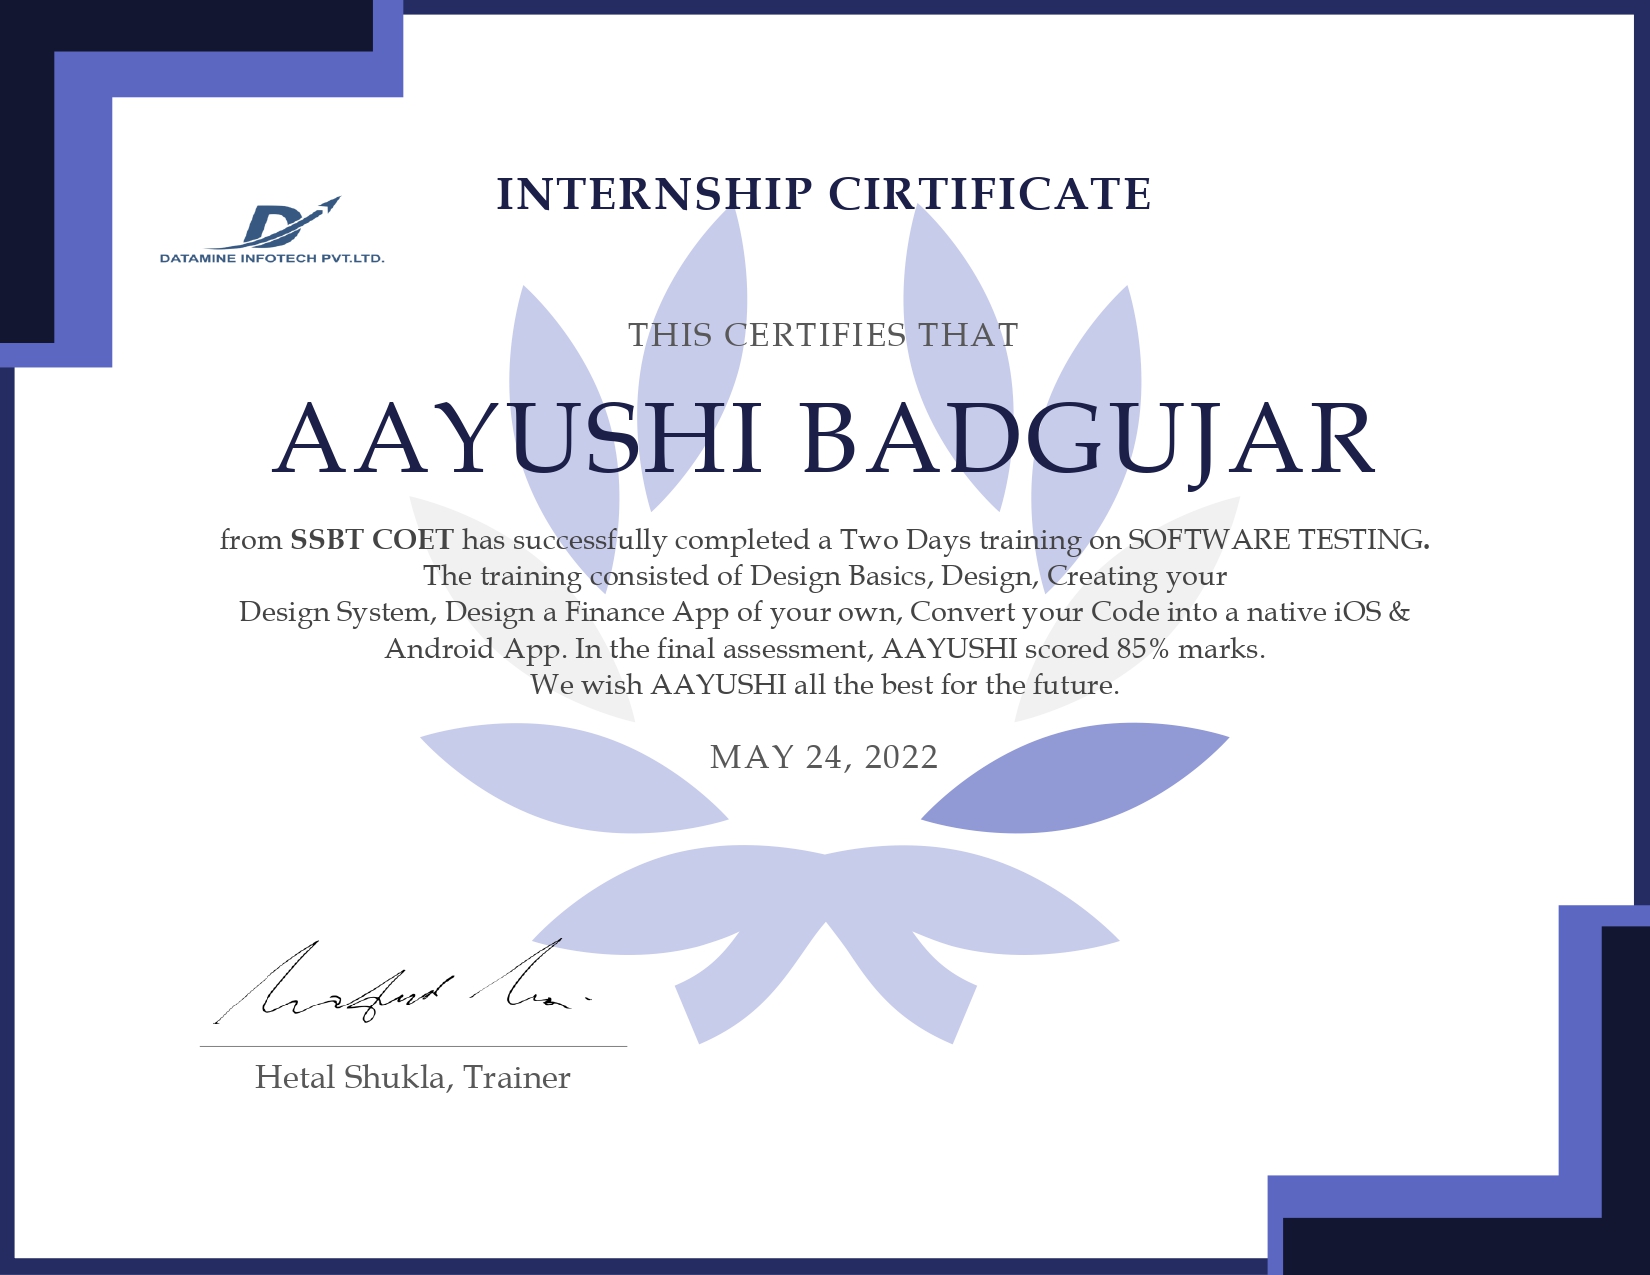 INTERNSHIP CIRTIFICATE
DATAMINE INFOTECH PVT.LTD.
THIS CERTIFIES THAT
AAYUSHI BADGUJAR
from SSBT COET has successfully completed a Two Days training on SOFTWARE TESTING.
The training consisted of Design Basics, Design, Creating your
Design System, Design a Finance App of your own, Convert your Code into a native iOS &
Android App. In the final assessment, AAYUSHI scored 85% marks.
We wish AAYUSHI all the best for the future.
MAY 24, 2022
Hetal Shukla, Trainer